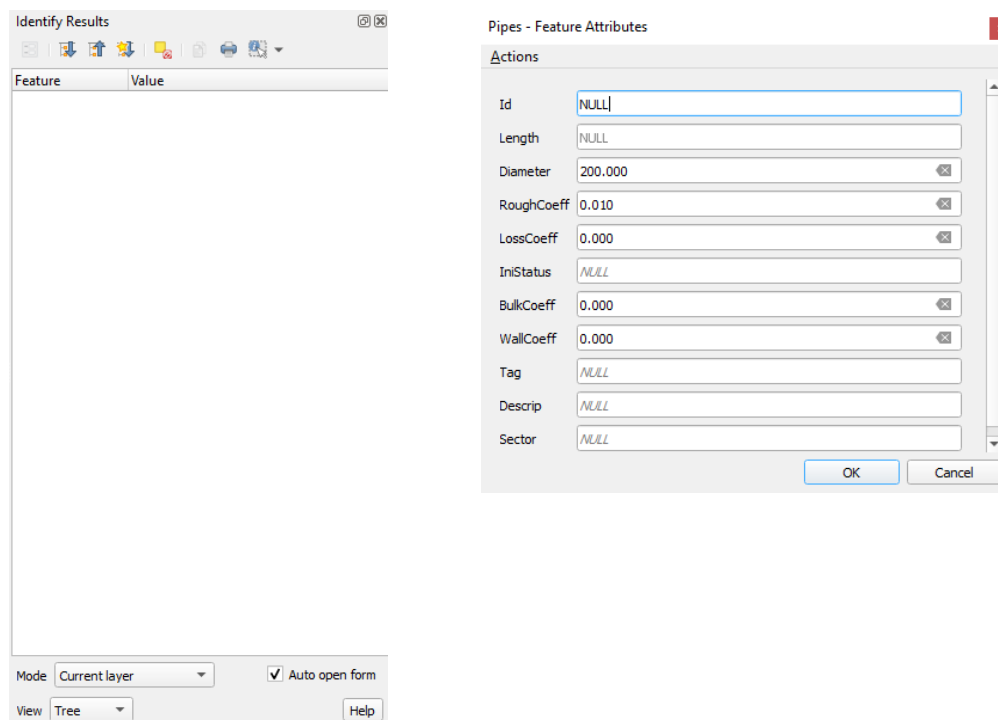 Identify Results
Feature Value
Mode Current layer Auto open form
View Tree Help
Pipes - Feature Attributes
Actions
Id NULL
Length NULL
Diameter 200.000
RoughCoeff 0.010
LossCoeff 0.000
IniStatus NULL
BulkCoeff 0.000
WallCoeff 0.000
Tag NULL
Descrip NULL
Sector NULL
OK Cancel